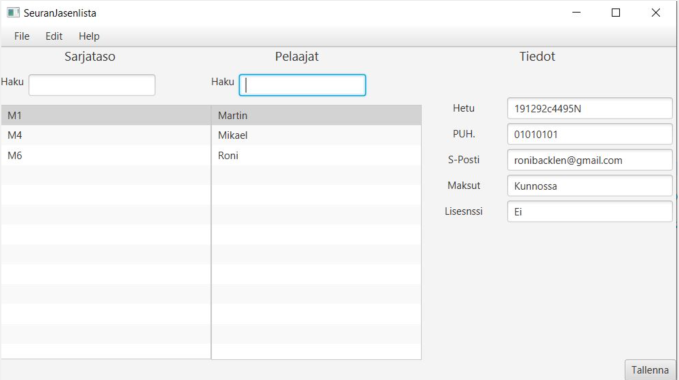 SeuranJasenlista
File Edit Help
Sarjataso Pelaajat Tiedot
Haku Haku
M1 Martin
M4 Mikael
M6 Roni
Hetu 191292c4495N
PUH. 01010101
S-Posti ronibacklen@gmail.com
Maksut Kunnossa
Lisesnssi Ei
Tallenna